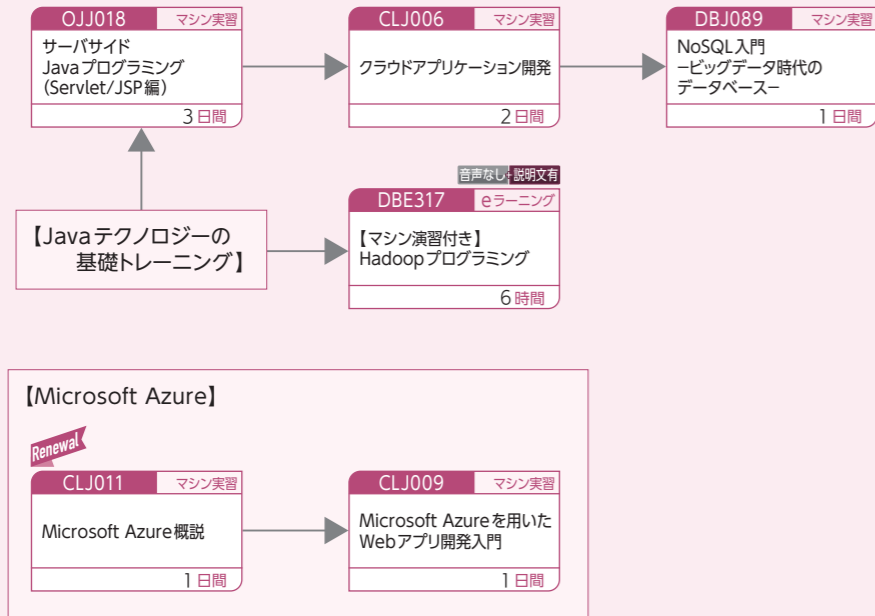 OJJ018 マシン実習
サーバサイド
Javaプログラミング
(Servlet/JSP編)
3日間
CLJ006 マシン実習
クラウドアプリケーション開発
2日間
DBJ089 マシン実習
NoSQL入門
−ビッグデータ時代の
データベース−
1日間
【Javaテクノロジーの
基礎トレーニング】
音声なし・説明文有
DBE317 eラーニング
【マシン演習付き】
Hadoopプログラミング
6時間
【Microsoft Azure】
Renewal
CLJ011 マシン実習
Microsoft Azure概説
1日間
CLJ009 マシン実習
Microsoft Azureを用いた
Webアプリ開発入門
1日間